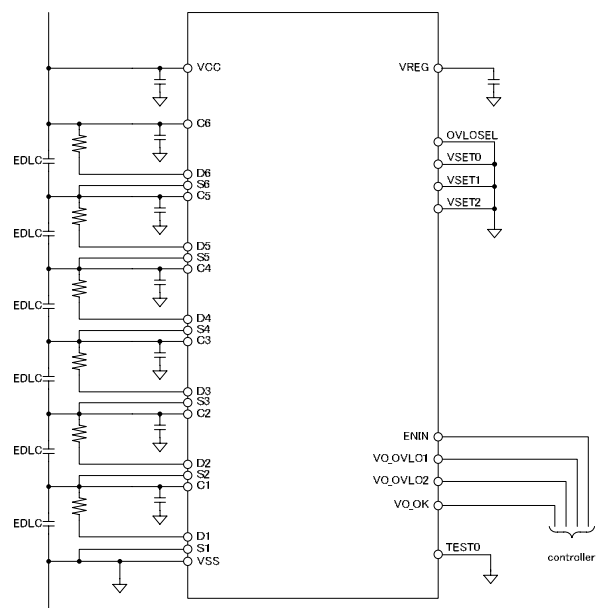 VCC
C6
EDLC
D6
S6
C5
EDLC
D5
S5
C4
EDLC
D4
S4
C3
EDLC
D3
S3
C2
EDLC
D2
S2
C1
EDLC
D1
S1
VSS
VREG
OVLOSEL
VSET0
VSET1
VSET2
ENIN
VO_OVLO1
VO_OVLO2
VO_OK
TEST0
controller